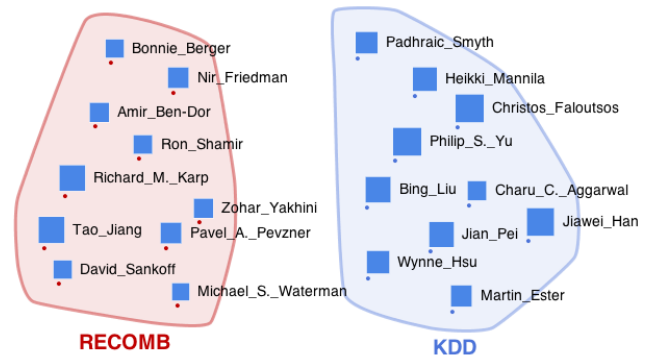 Bonnie_Berger
Nir_Friedman
Amir_Ben-Dor
Ron_Shamir
Richard_M._Karp
Zohar_Yakhini
Tao_Jiang
Pavel_A._Pevzner
David_Sankoff
Michael_S._Waterman
RECOMB
Padhraic_Smyth
Heikki_Mannila
Christos_Faloutsos
Philip_S._Yu
Bing_Liu
Charu_C._Aggarwal
Jiawei_Han
Jian_Pei
Wynne_Hsu
Martin_Ester
KDD